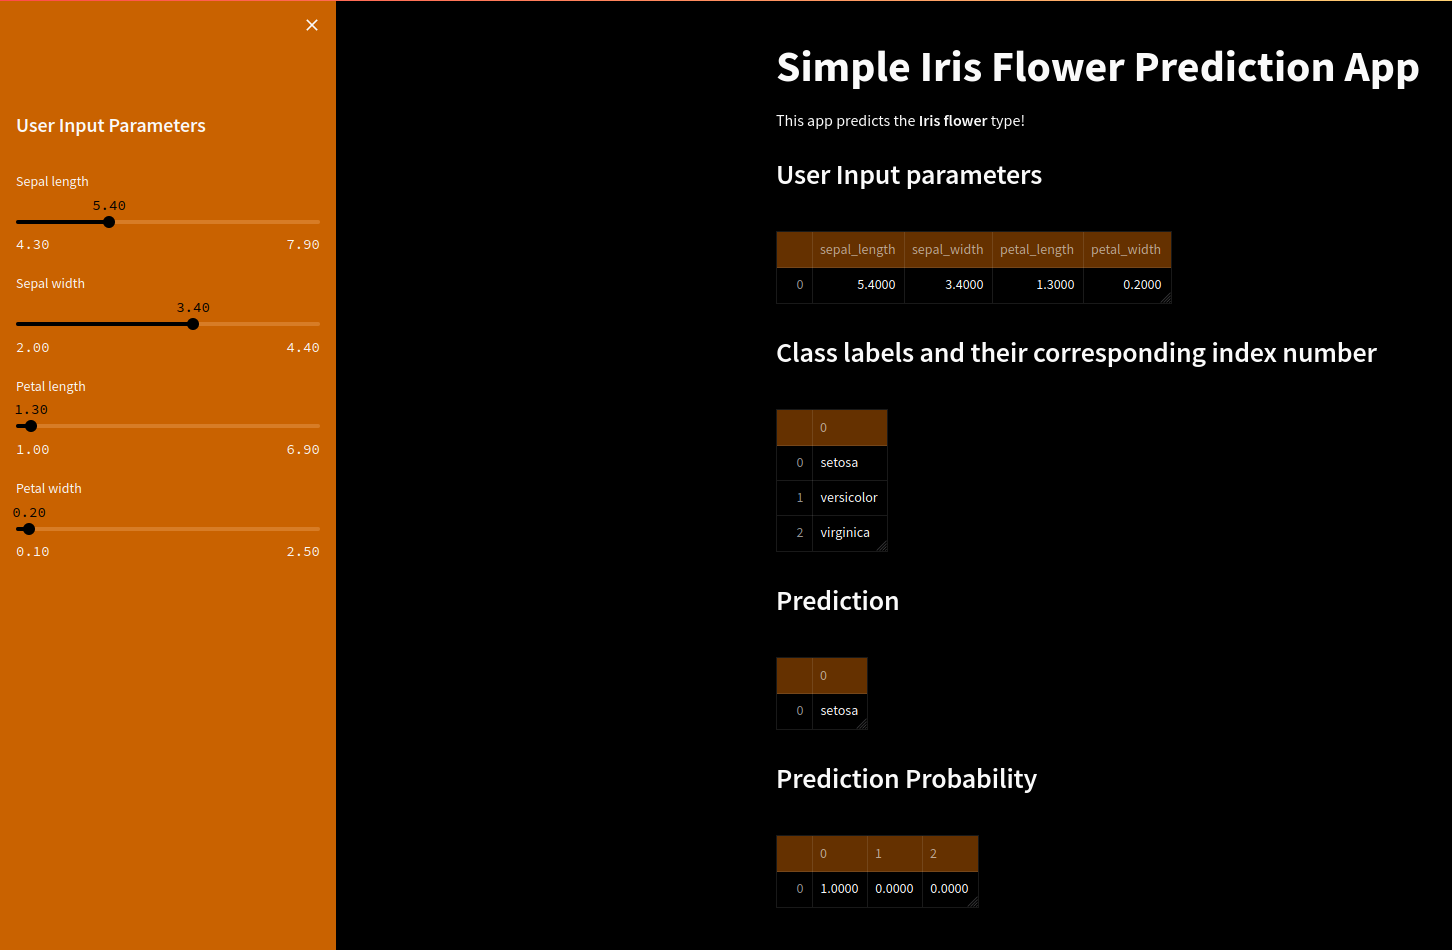 User Input Parameters
Sepal length
5.40
4.30 7.90
Sepal width
3.40
2.00 4.40
Petal length
1.30
1.00 6.90
Petal width
0.20
0.10 2.50
Simple Iris Flower Prediction App
This app predicts the Iris flower type!
User Input parameters
sepal_length sepal_width petal_length petal_width
0 5.4000 3.4000 1.3000 0.2000
Class labels and their corresponding index number
0
0 setosa
1 versicolor
2 virginica
Prediction
0
0 setosa
Prediction Probability
0 1 2
0 1.0000 0.0000 0.0000